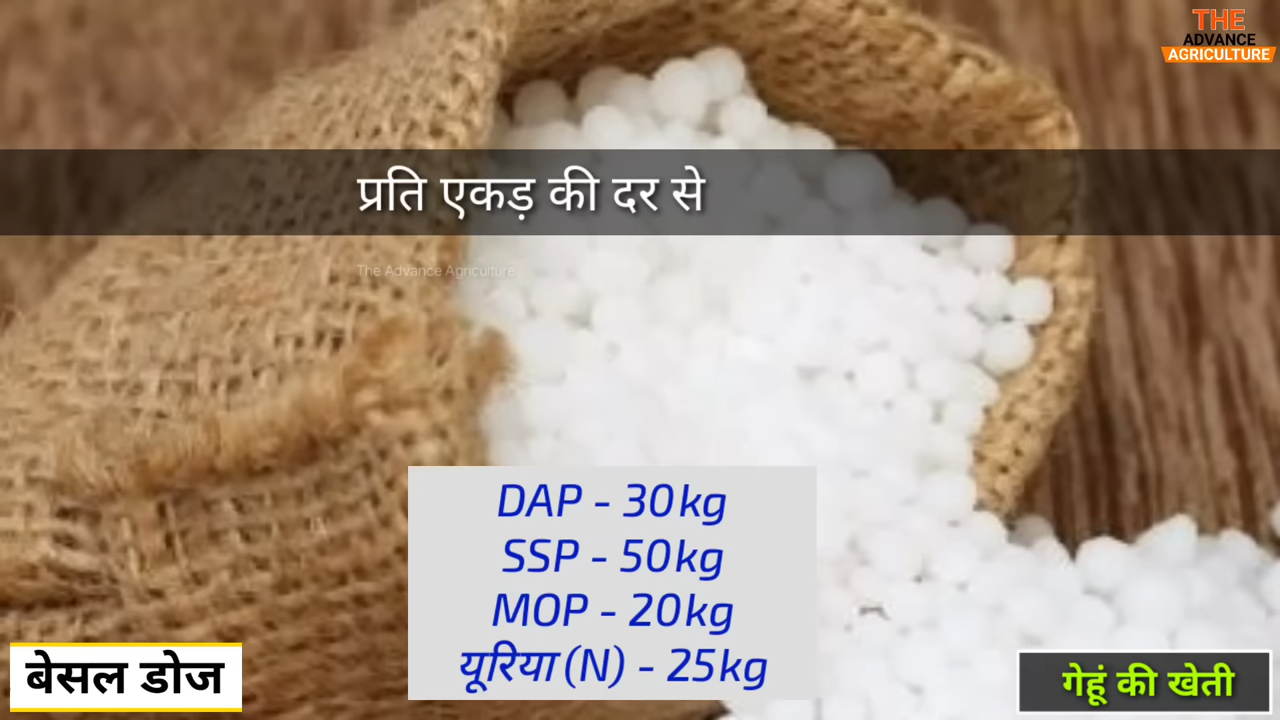 THE
ADVANCE
AGRICULTURE
प्रति एकड़ की दर से
The Advance Agriculture
DAP - 30kg
SSP - 50kg
MOP - 20kg
यूरिया (N) - 25kg
बेसल डोज
गेहूं की खेती